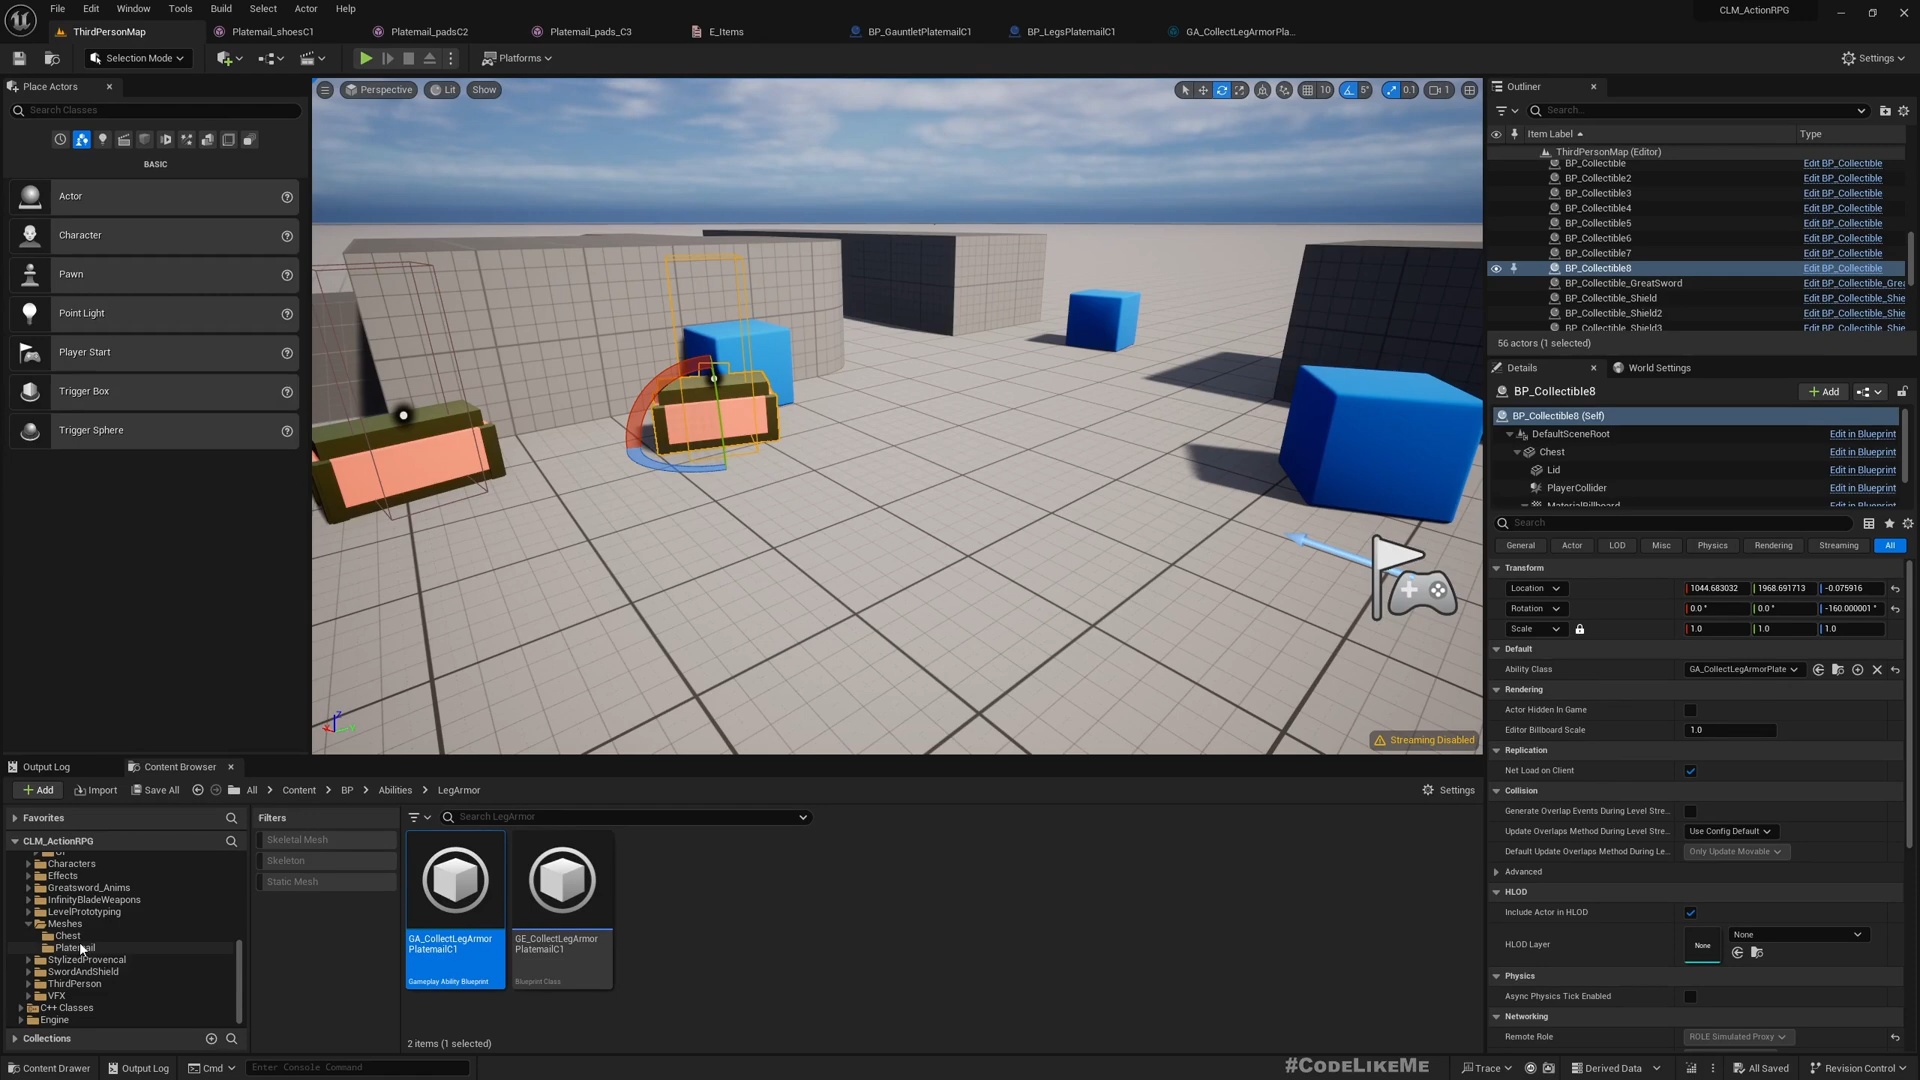 File Edit Window Tools Build Select Actor Help
CLM_ActionRPG
ThirdPersonMap
Platemail_shoesC1
Platemail_padsC2
Platemail_pads_C3
E_Items
BP_GauntletPlatemailC1
BP_LegsPlatemailC1
GA_CollectLegArmorPla...
Selection Mode
Platforms
Settings
Place Actors
Search Classes
BASIC
Actor
Character
Pawn
Point Light
Player Start
Trigger Box
Trigger Sphere
Perspective Lit Show
10 5° 0.1 1
Streaming Disabled
Outliner
Search...
Item Label Type
ThirdPersonMap (Editor)
BP_Collectible Edit BP_Collectible
BP_Collectible2 Edit BP_Collectible
BP_Collectible3 Edit BP_Collectible
BP_Collectible4 Edit BP_Collectible
BP_Collectible5 Edit BP_Collectible
BP_Collectible6 Edit BP_Collectible
BP_Collectible7 Edit BP_Collectible
BP_Collectible8 Edit BP_Collectible
BP_Collectible_GreatSword Edit BP_Collectible_Grea
BP_Collectible_Shield Edit BP_Collectible_Shie
BP_Collectible_Shield2 Edit BP_Collectible_Shie
BP_Collectible_Shield3 Edit BP_Collectible_Shie
56 actors (1 selected)
Details
World Settings
BP_Collectible8
Add
BP_Collectible8 (Self)
DefaultSceneRoot Edit in Blueprint
Chest Edit in Blueprint
Lid Edit in Blueprint
PlayerCollider Edit in Blueprint
MaterialBillboard Edit in Blueprint
Search
General Actor LOD Misc Physics Rendering Streaming All
Transform
Location 1044.683032 1968.691713 -0.075916
Rotation 0.0 ° 0.0 ° -160.000001 °
Scale 1.0 1.0 1.0
Default
Ability Class GA_CollectLegArmorPlate
Rendering
Actor Hidden In Game
Editor Billboard Scale 1.0
Replication
Net Load on Client
Collision
Generate Overlap Events During Level Stre...
Update Overlaps Method During Level Stre... Use Config Default
Default Update Overlaps Method During Le... Only Update Movable
Advanced
HLOD
Include Actor in HLOD
HLOD Layer None None
Physics
Async Physics Tick Enabled
Networking
Remote Role ROLE Simulated Proxy
Output Log
Content Browser
Add Import Save All All Content BP Abilities LegArmor Settings
Favorites
CLM_ActionRPG
Characters
Effects
Greatsword_Anims
InfinityBladeWeapons
LevelPrototyping
Meshes
Chest
Platemail
StylizedProvencal
SwordAndShield
ThirdPerson
VFX
C++ Classes
Engine
Collections
Filters
Skeletal Mesh
Skeleton
Static Mesh
Search LegArmor
GA_CollectLegArmor
PlatemailC1
Gameplay Ability Blueprint
GE_CollectLegArmor
PlatemailC1
Blueprint Class
2 items (1 selected)
#CodeLikeMe
Content Drawer Output Log Cmd Enter Console Command
Trace Derived Data All Saved Revision Control